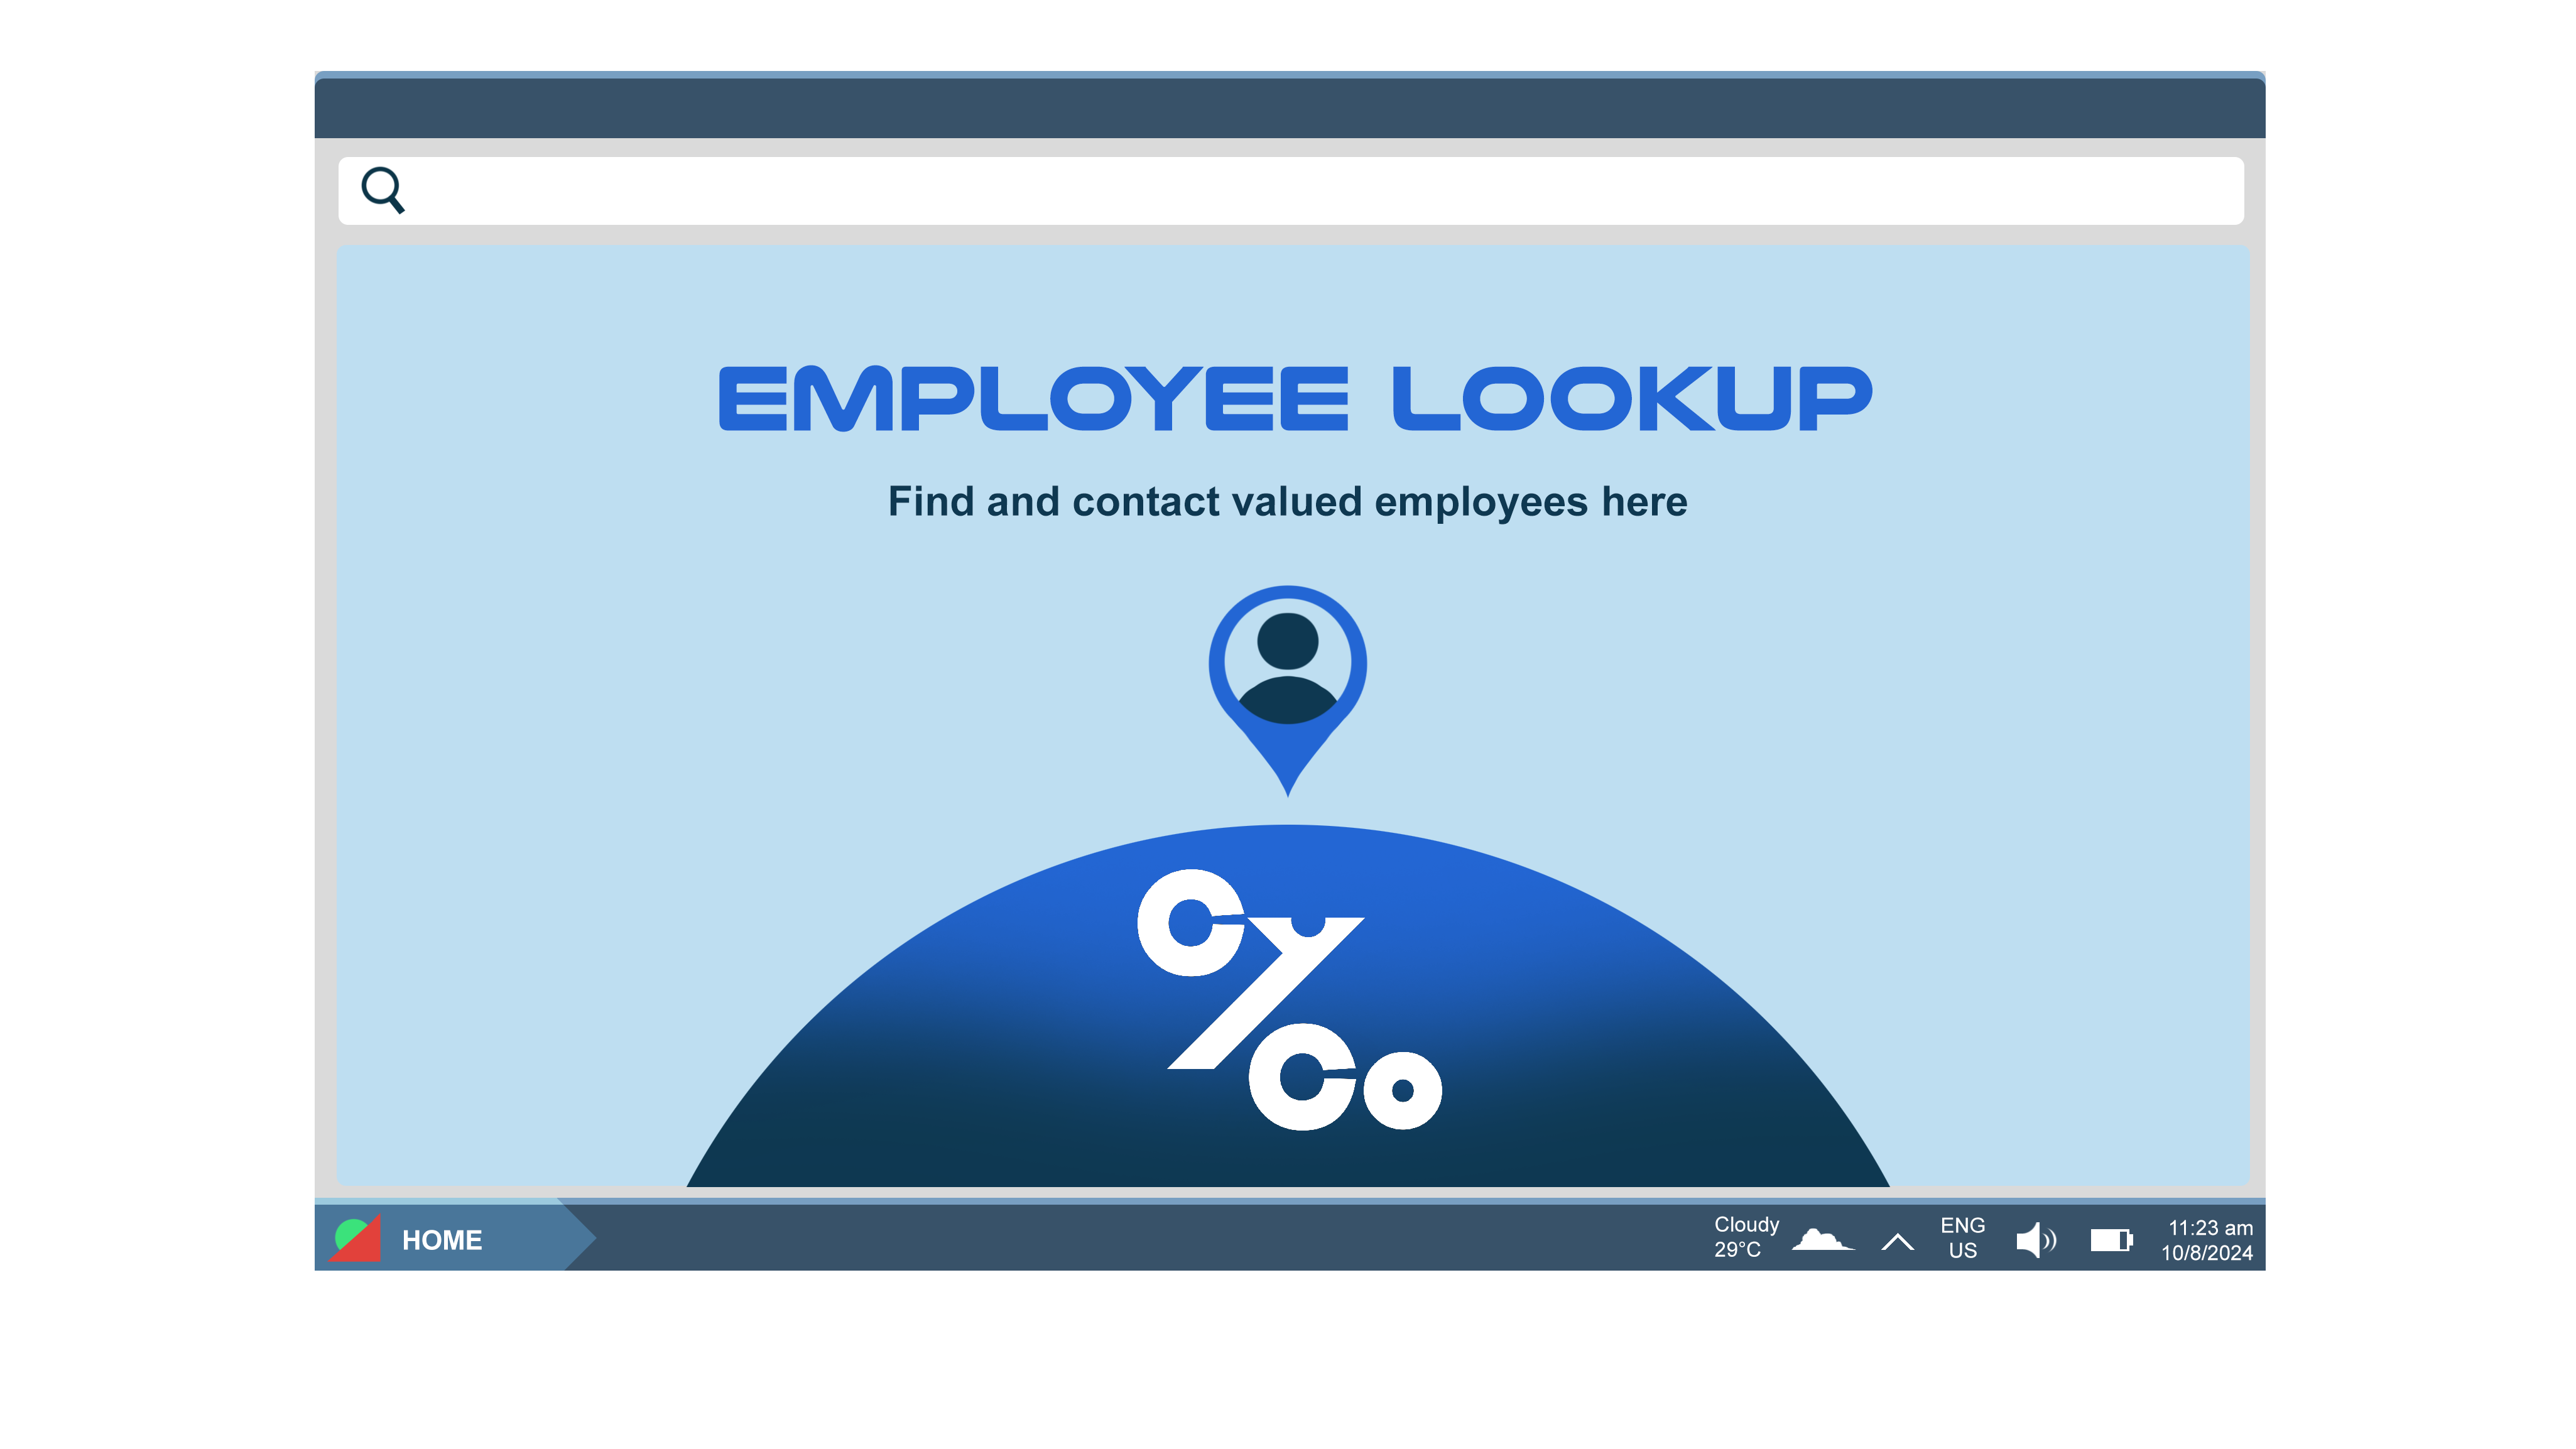 EMPLOYEE LOOKUP
Find and contact valued employees here
CY
Co
HOME
Cloudy
29°C
ENG
US
11:23 am
10/8/2024